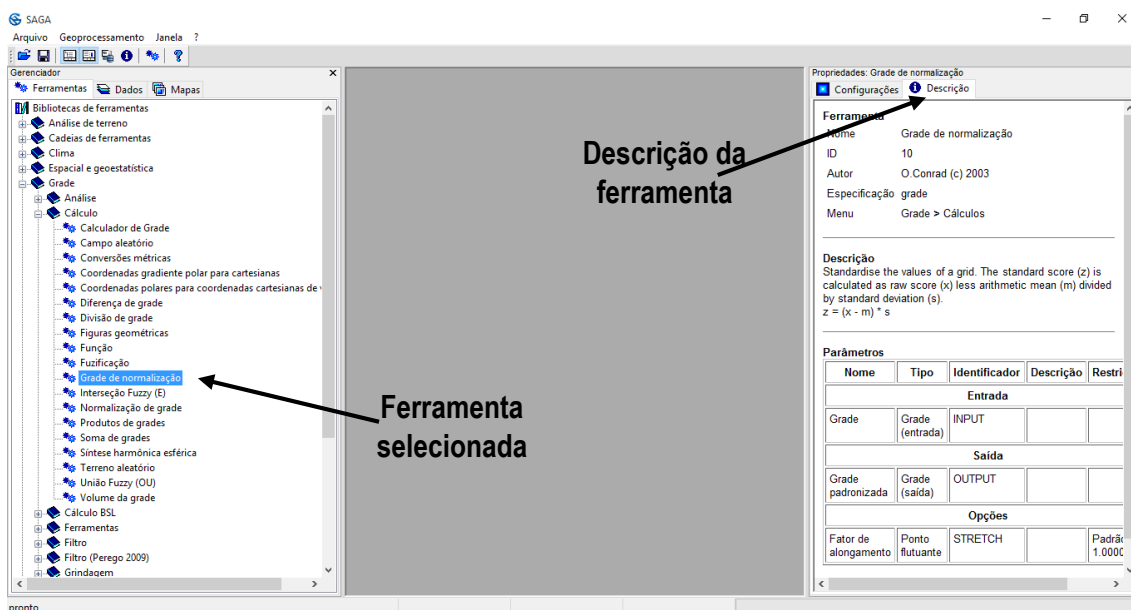 SAGA
Arquivo Geoprocessamento Janela ?
Gerenciador
Ferramentas Dados Mapas
Bibliotecas de ferramentas
Análise de terreno
Cadeias de ferramentas
Clima
Espacial e geoestatística
Grade
Análise
Cálculo
Calculador de Grade
Campo aleatório
Conversões métricas
Coordenadas gradiente polar para cartesianas
Coordenadas polares para coordenadas cartesianas de
Diferença de grade
Divisão de grade
Figuras geométricas
Função
Fuzificação
Grade de normalização
Interseção Fuzzy (E)
Normalização de grade
Produtos de grades
Soma de grades
Síntese harmônica esférica
Terreno aleatório
União Fuzzy (OU)
Volume da grade
Cálculo BSL
Ferramentas
Filtro
Filtro (Perego 2009)
Grindagem
pronto
Descrição da
ferramenta
Ferramenta
selecionada
Propriedades: Grade de normalização
Configurações Descrição
Ferramenta
Nome Grade de normalização
ID 10
Autor O.Conrad (c) 2003
Especificação grade
Menu Grade > Cálculos
Descrição
Standardise the values of a grid. The standard score (z) is
calculated as raw score (x) less arithmetic mean (m) divided
by standard deviation (s).
z = (x - m) * s
Parâmetros
Nome Tipo Identificador Descrição Restri
Entrada
Grade Grade (entrada) INPUT
Saída
Grade padronizada Grade (saída) OUTPUT
Opções
Fator de alongamento Ponto flutuante STRETCH Padrão 1.0000